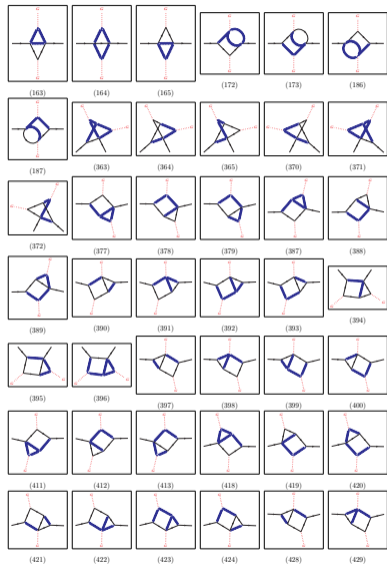 (163) (164) (165) (172) (173) (186)
(187) (363) (364) (365) (370) (371)
(372) (377) (378) (379) (387) (388)
(389) (390) (391) (392) (393) (394)
(395) (396) (397) (398) (399) (400)
(411) (412) (413) (418) (419) (420)
(421) (422) (423) (424) (428) (429)